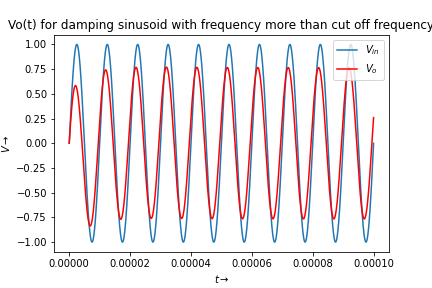 Vo(t) for damping sinusoid with frequency more than cut off frequency
1.00
0.75
0.50
0.25
0.00
−0.25
−0.50
−0.75
−1.00
V→
V_in
V_o
0.00000 0.00002 0.00004 0.00006 0.00008 0.00010
t→